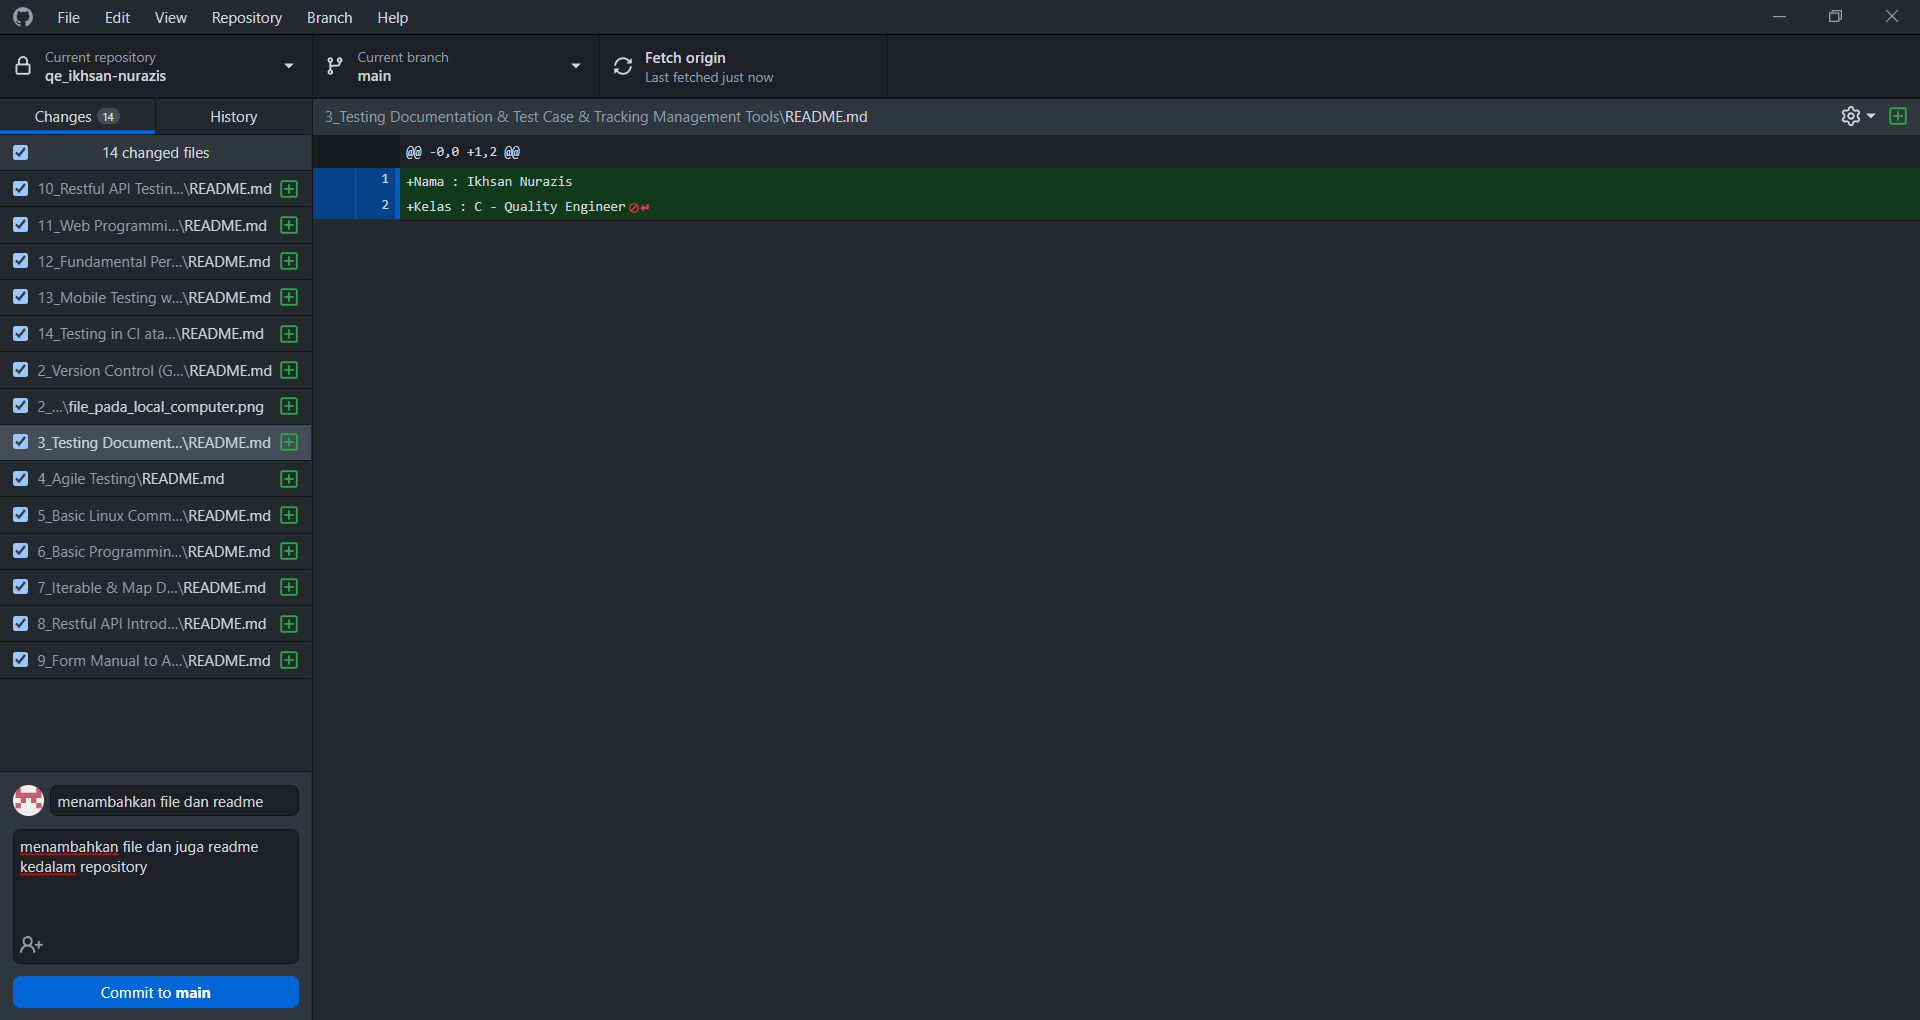 File Edit View Repository Branch Help
Current repository
qe_ikhsan-nurazis
Current branch
main
Fetch origin
Last fetched just now
Changes 14
History
3_Testing Documentation & Test Case & Tracking Management Tools\README.md
14 changed files
10_Restful API Testin...\README.md
11_Web Programmi...\README.md
12_Fundamental Per...\README.md
13_Mobile Testing w...\README.md
14_Testing in CI ata...\README.md
2_Version Control (G...\README.md
2_...\file_pada_local_computer.png
3_Testing Document...\README.md
4_Agile Testing\README.md
5_Basic Linux Comm...\README.md
6_Basic Programmin...\README.md
7_Iterable & Map D...\README.md
8_Restful API Introd...\README.md
9_Form Manual to A...\README.md
@@ -0,0 +1,2 @@
1 +Nama : Ikhsan Nurazis
2 +Kelas : C - Quality Engineer
menambahkan file dan readme
menambahkan file dan juga readme
kedalam repository
Commit to main